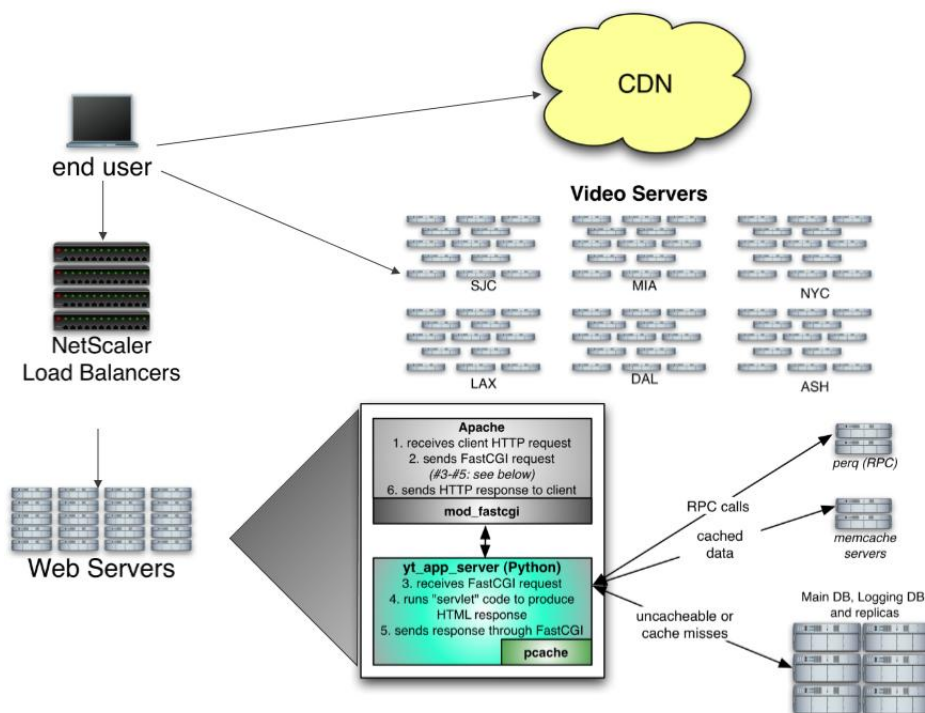 CDN
end user
Video Servers
SJC
MIA
NYC
NetScaler
Load Balancers
LAX
DAL
ASH
Apache
1. receives client HTTP request
2. sends FastCGI request
(#3-#5: see below)
6. sends HTTP response to client
mod_fastcgi
perq (RPC)
RPC calls
cached
data
memcache
servers
Web Servers
yt_app_server (Python)
3. receives FastCGI request
4. runs "servlet" code to produce
HTML response
5. sends response through FastCGI
pcache
uncacheable or
cache misses
Main DB, Logging DB
and replicas